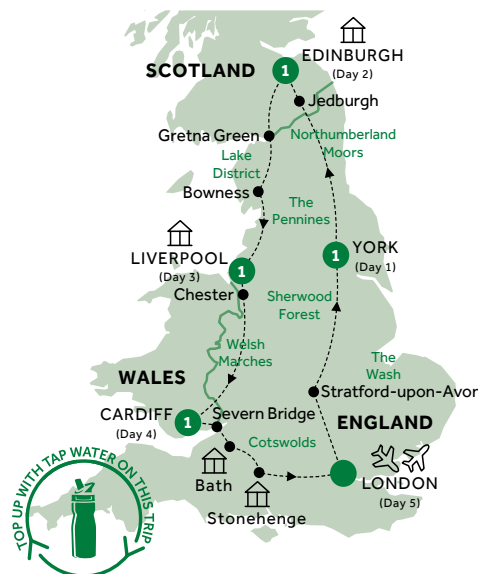 EDINBURGH
(Day 2)
SCOTLAND
1
Jedburgh
Gretna Green
Northumberland
Moors
Lake
District
Bowness
The
Pennines
LIVERPOOL
(Day 3)
1
1
YORK
(Day 1)
Chester
Sherwood
Forest
Welsh
Marches
The
Wash
WALES
Stratford-upon-Avon
CARDIFF
(Day 4)
1
Severn Bridge
ENGLAND
Cotswolds
Bath
LONDON
(Day 5)
Stonehenge
TOP UP WITH TAP WATER ON THIS TRIP